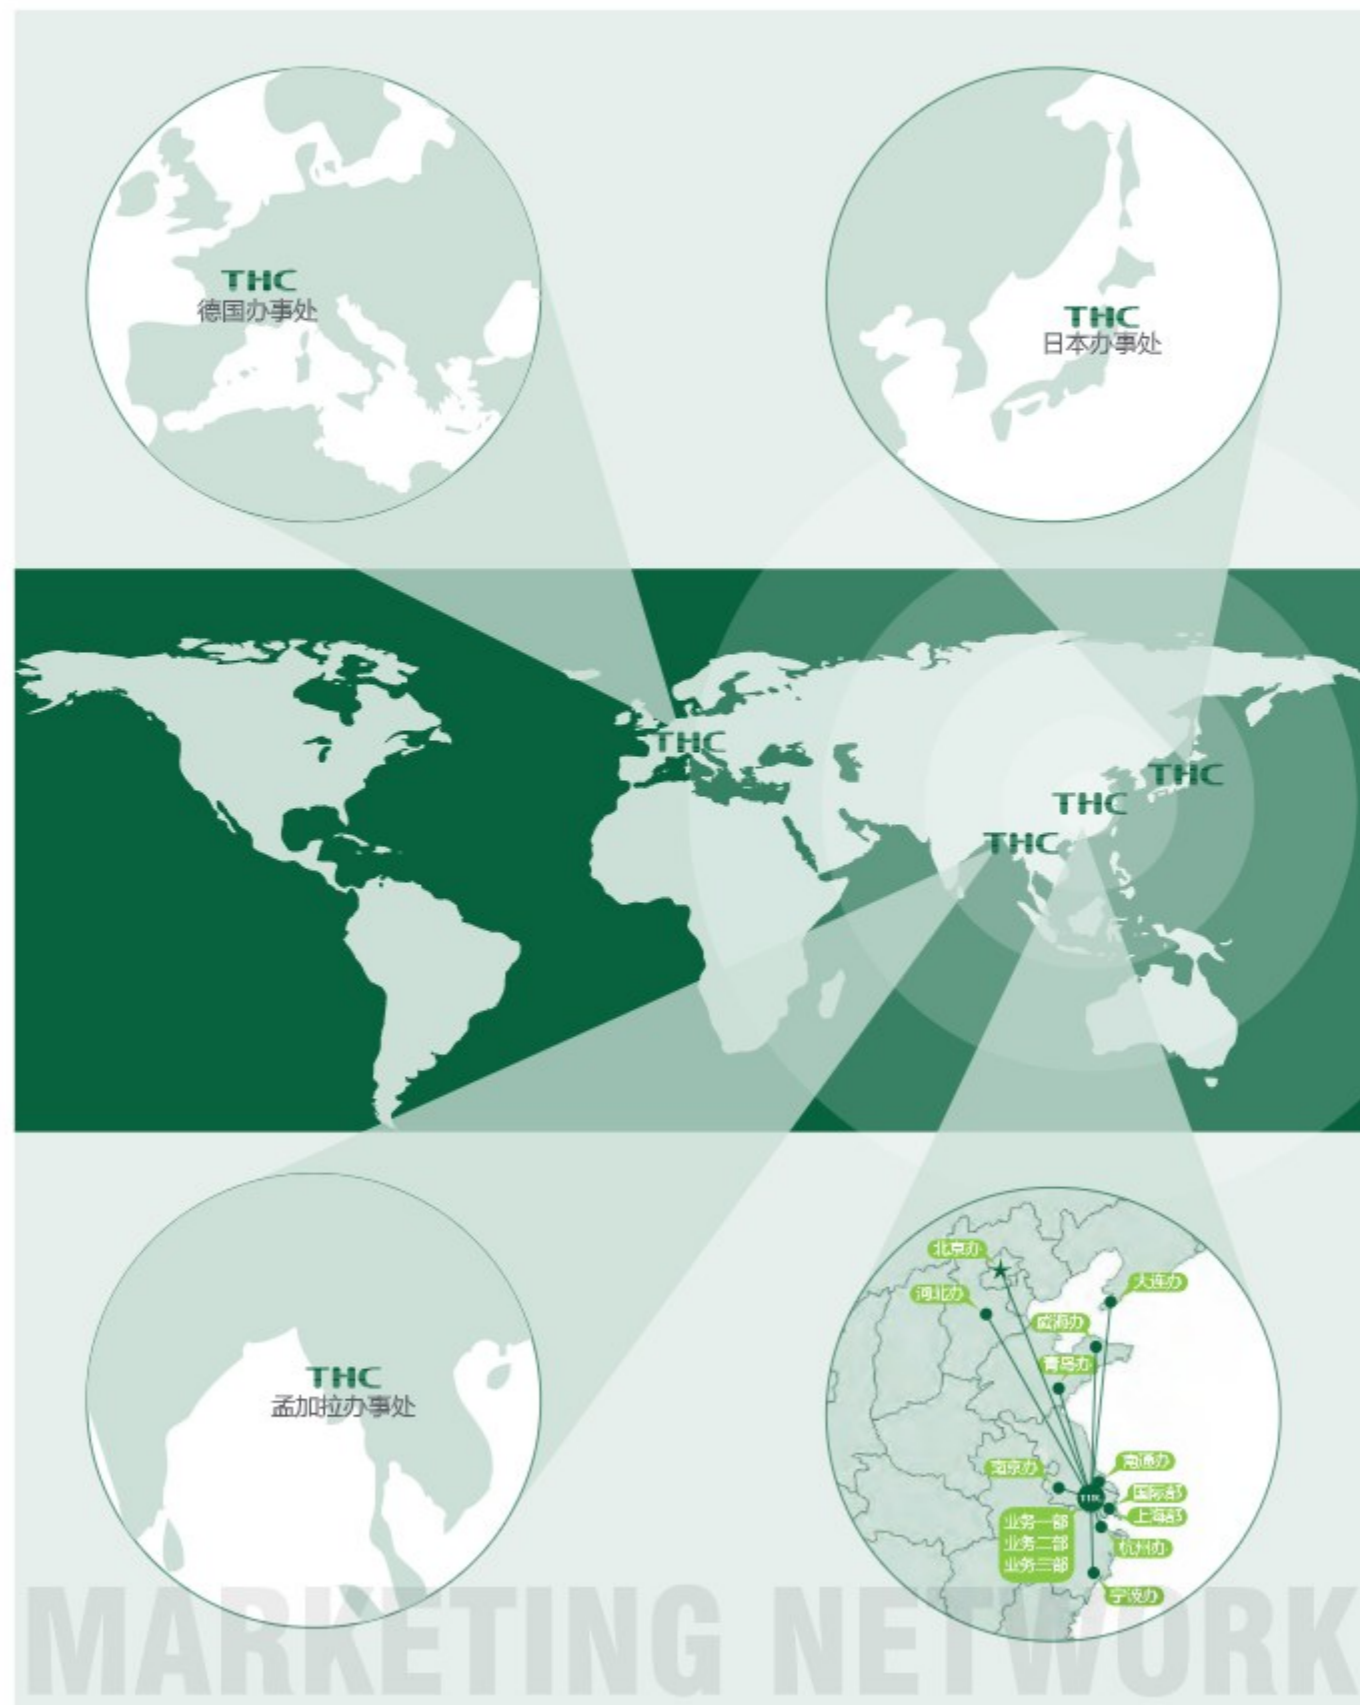 THC
德国办事处
THC
日本办事处
THC
THC
THC
THC
THC
孟加拉办事处
北京办
大连办
河北办
威海办
青岛办
南通办
南京办
国际部
上海部
业务一部
业务二部
业务三部
杭州办
宁波办
MARKETING NETWORK